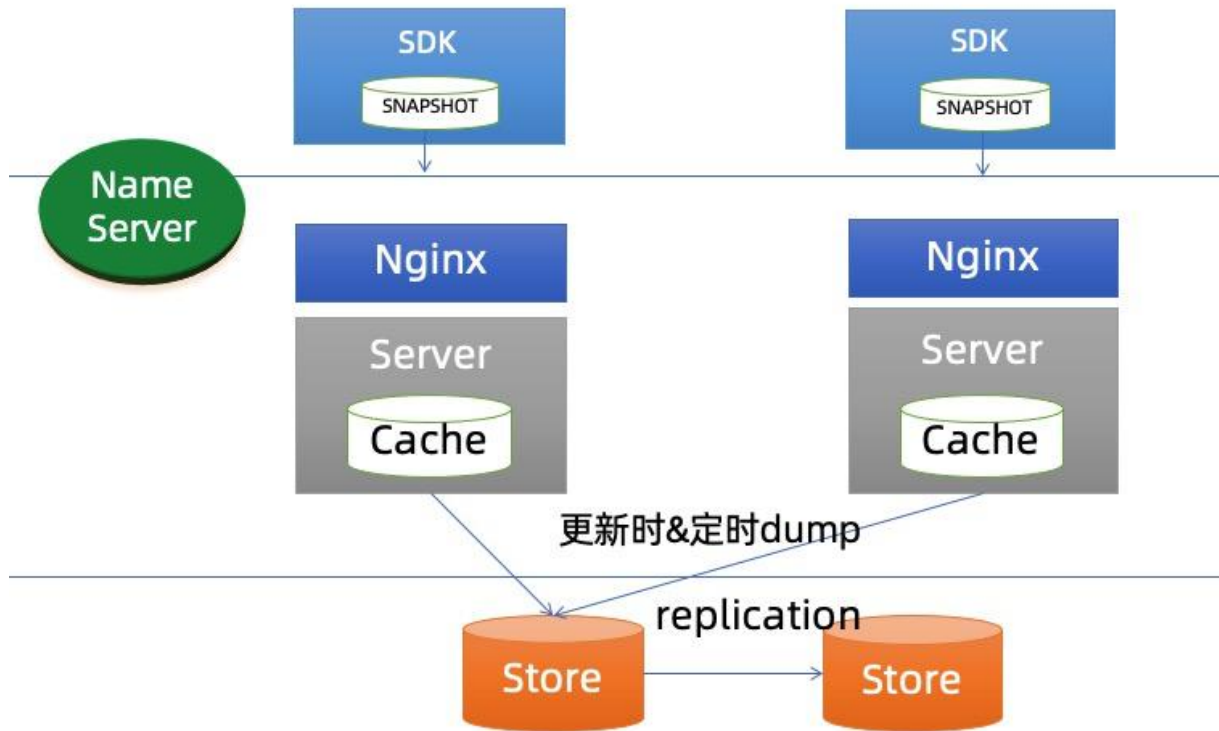 SDK
SNAPSHOT
SDK
SNAPSHOT
Name
Server
Nginx
Nginx
Server
Cache
Server
Cache
更新时&定时dump
replication
Store
Store